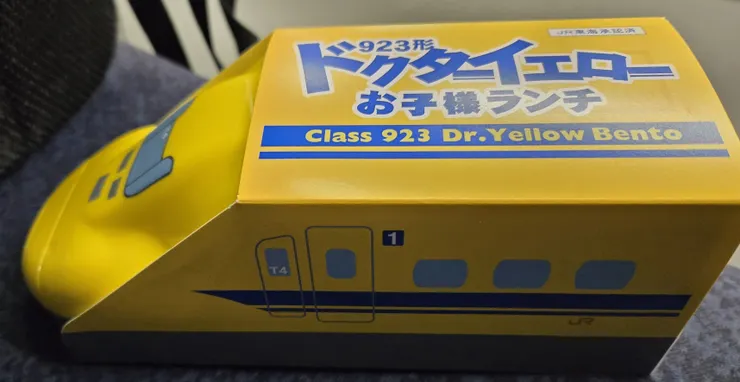 JR東海承認済
923形
ドクターイエロー
お子様ランチ
Class 923 Dr.Yellow Bento
1
T4
JR